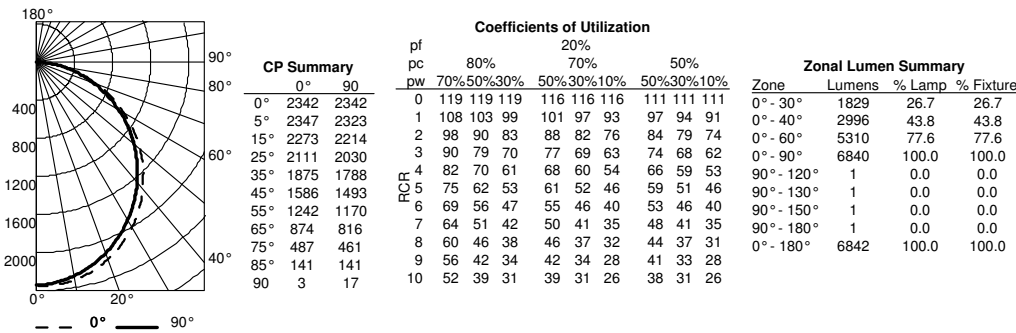 180°
90°
80°
60°
40°
400
800
1200
1600
2000
0°
20°
0°
90°
CP Summary
0° 90
0° 2342 2342
5° 2347 2323
15° 2273 2214
25° 2111 2030
35° 1875 1788
45° 1586 1493
55° 1242 1170
65° 874 816
75° 487 461
85° 141 141
90 3 17
Coefficients of Utilization
pf 20%
pc 80% 70% 50%
pw 70%50%30% 50%30%10% 50%30%10%
RCR
0 119 119 119 116 116 116 111 111 111
1 108 103 99 101 97 93 97 94 91
2 98 90 83 88 82 76 84 79 74
3 90 79 70 77 69 63 74 68 62
4 82 70 61 68 60 54 66 59 53
5 75 62 53 61 52 46 59 51 46
6 69 56 47 55 46 40 53 46 40
7 64 51 42 50 41 35 48 41 35
8 60 46 38 46 37 32 44 37 31
9 56 42 34 42 34 28 41 33 28
10 52 39 31 39 31 26 38 31 26
Zonal Lumen Summary
Zone Lumens % Lamp % Fixture
0° - 30° 1829 26.7 26.7
0° - 40° 2996 43.8 43.8
0° - 60° 5310 77.6 77.6
0° - 90° 6840 100.0 100.0
90° - 120° 1 0.0 0.0
90° - 130° 1 0.0 0.0
90° - 150° 1 0.0 0.0
90° - 180° 1 0.0 0.0
0° - 180° 6842 100.0 100.0